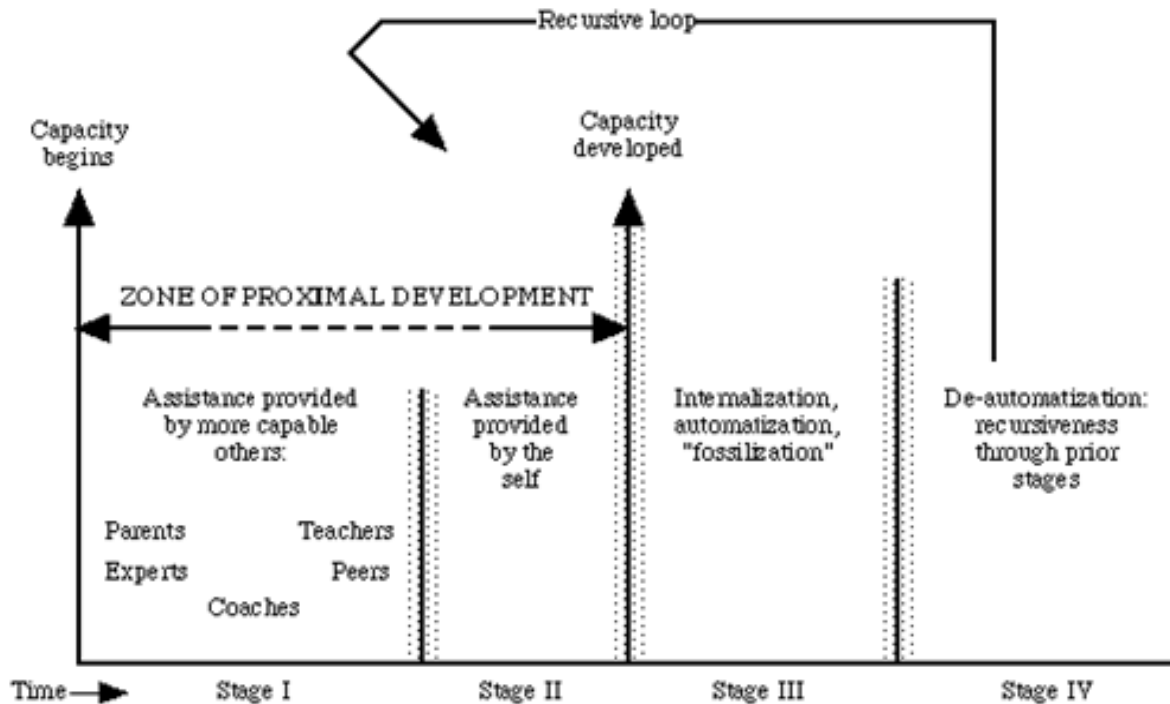 Recursive loop
Capacity
begins
Capacity
developed
ZONE OF PROXIMAL DEVELOPMENT
Assistance provided
by more capable
others:
Parents
Teachers
Experts
Peers
Coaches
Assistance
provided
by the
self
Internalization,
automatization,
"fossilization"
De-automatization:
recursiveness
through prior
stages
Time
Stage I
Stage II
Stage III
Stage IV